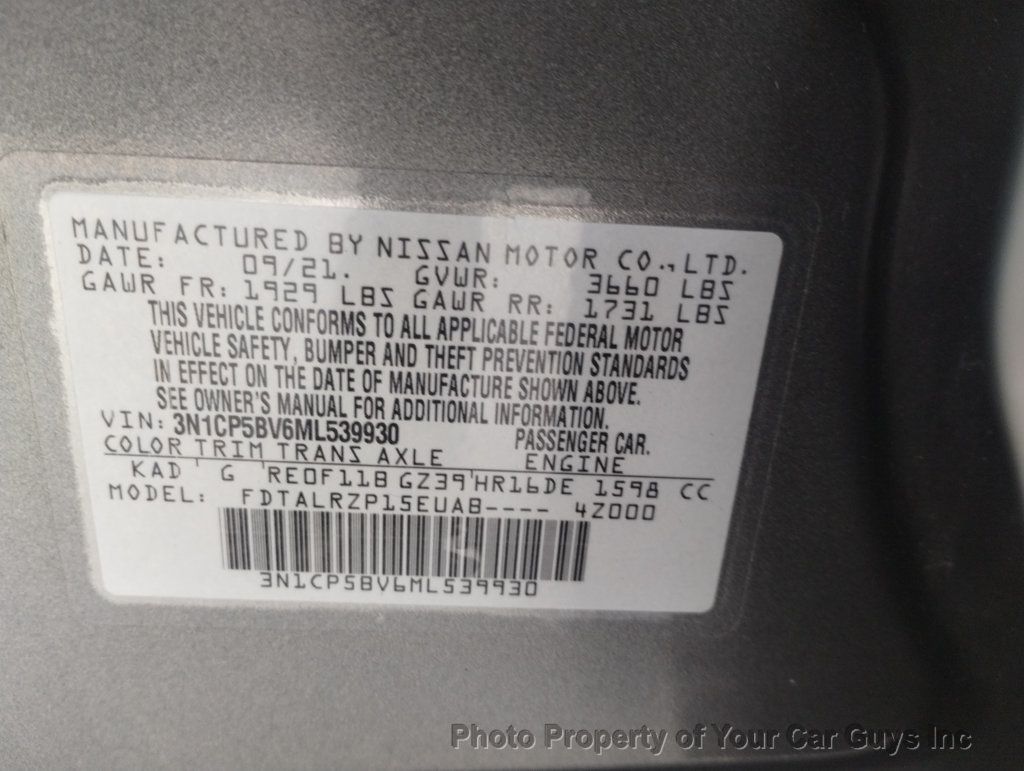 MANUFACTURED BY NISSAN MOTOR CO.,LTD.
DATE: 09/21. GVWR: 3660 LBS
GAWR FR: 1929 LBS GAWR RR: 1731 LBS
THIS VEHICLE CONFORMS TO ALL APPLICABLE FEDERAL MOTOR
VEHICLE SAFETY, BUMPER AND THEFT PREVENTION STANDARDS
IN EFFECT ON THE DATE OF MANUFACTURE SHOWN ABOVE.
SEE OWNER'S MANUAL FOR ADDITIONAL INFORMATION.
VIN: 3N1CP5BV6ML539930 PASSENGER CAR.
COLOR TRIM TRANS AXLE ENGINE
KAD G RE0F11B GZ39 HR16DE 1598 CC
MODEL: FDTALRZP15EUAB---- 4Z000
3N1CP5BV6ML539930
Photo Property of Your Car Guys Inc